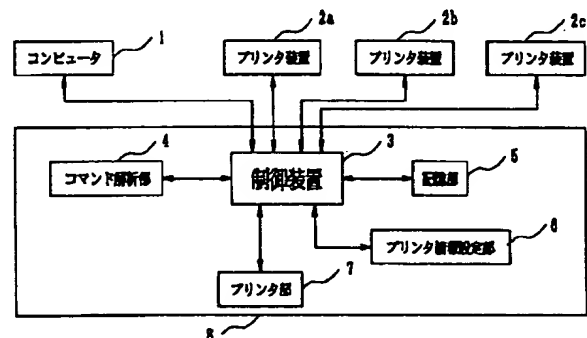 1
2a
2b
2c
コンピュータ
プリンタ装置
プリンタ装置
プリンタ装置
4
3
5
コマンド解析部
制御装置
記憶部
6
プリンタ情報設定部
7
プリンタ部
8